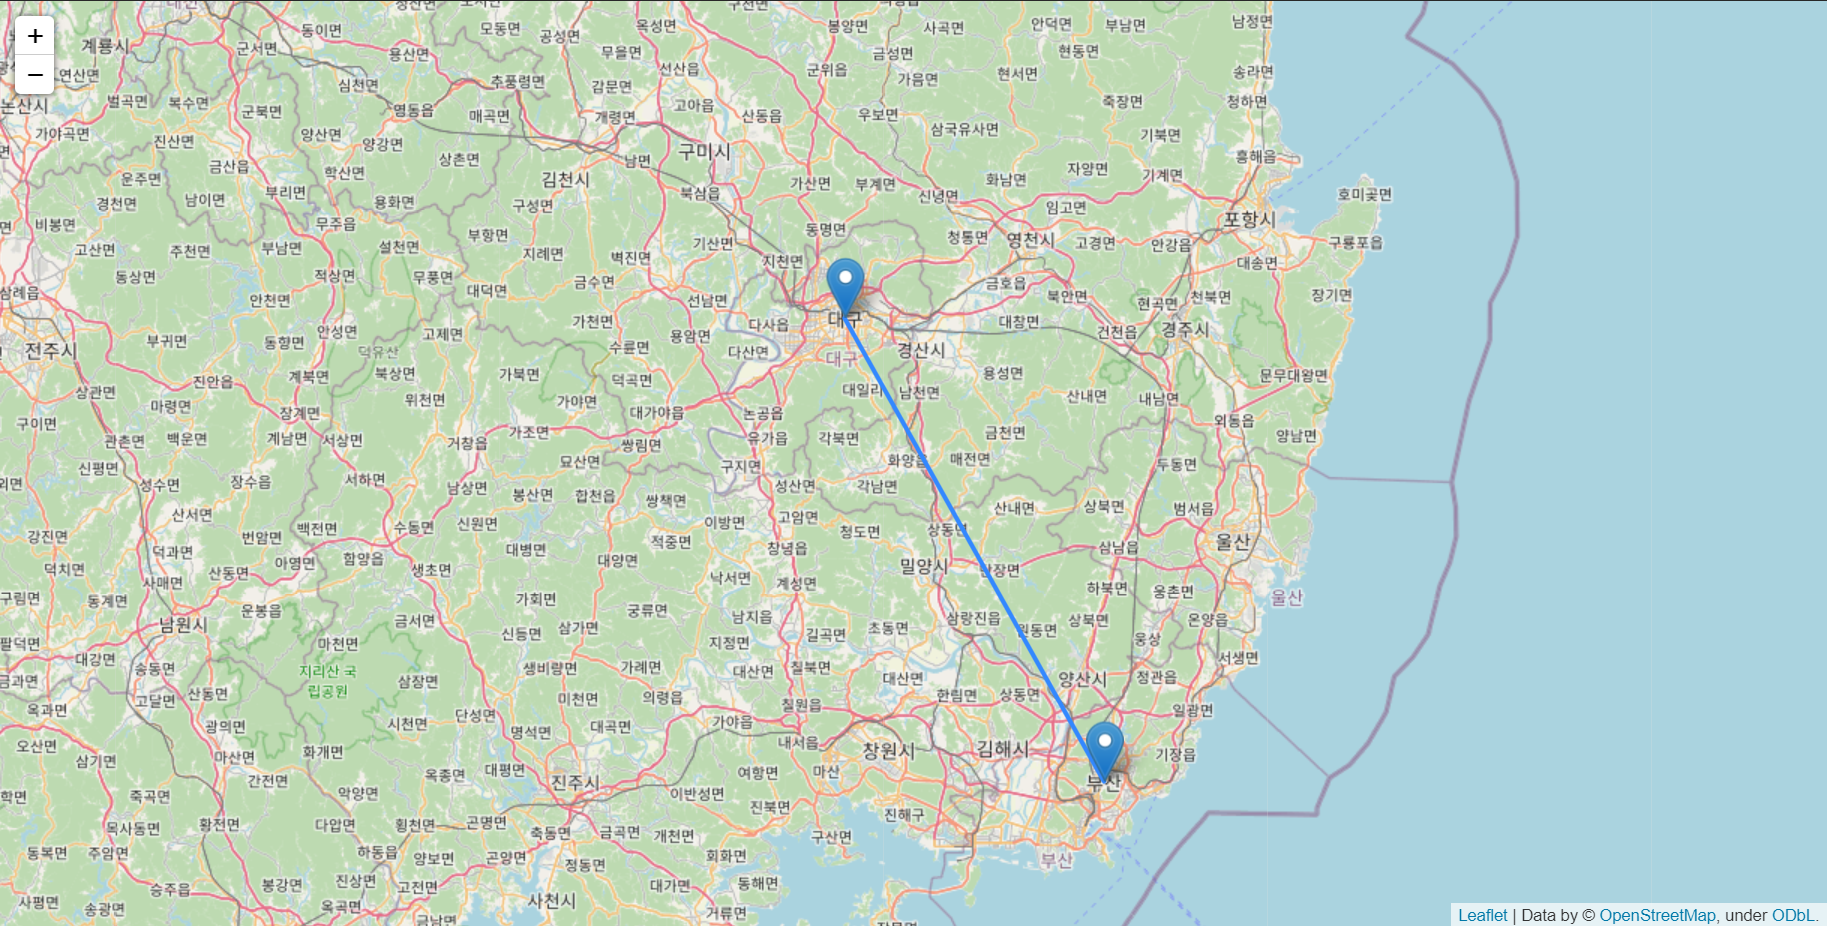 +
−
동이면
옥성면
모동면
공성면
봉양면
사곡면
안덕면
부남면
남정면
계룡시
군서면
용산면
무을면
금성면
현동면
연산면
심천면
추풍령면
감문면
선산읍
군위읍
가음면
현서면
송라면
논산시
벌곡면
복수면
군북면
영동읍
매곡면
개령면
고아읍
산동읍
우보면
죽장면
청하면
가야곡면
진산면
양산면
양강면
삼국유사면
기북면
금산읍
학산면
상촌면
남면
구미시
흥해읍
운주면
김천시
북삼읍
가산면
부계면
신녕면
화남면
자양면
기계면
호미곶면
경천면
남이면
부리면
용화면
구성면
임고면
비봉면
무주읍
포항시
고산면
주천면
부남면
설천면
부항면
지례면
벽진면
기산면
동명면
청통면
영천시
고경면
안강읍
구룡포읍
동상면
적상면
무풍면
금수면
지천면
금호읍
대송면
삼례읍
안천면
대덕면
선남면
북안면
현곡면
천북면
장기면
안성면
고제면
가천면
용암면
다사읍
대구
대창면
건천읍
경주시
전주시
부귀면
동향면
덕유산
수륜면
다산면
대구
경산시
상관면
진안읍
계북면
북상면
가북면
덕곡면
대일리
남천면
용성면
문무대왕면
마령면
장계면
위천면
가야면
대가야읍
논공읍
산내면
내남면
구이면
관촌면
백운면
계남면
서상면
거창읍
가조면
쌍림면
유가읍
각북면
금천면
외동읍
양남면
신평면
묘산면
구지면
화양읍
매전면
두동면
성수면
장수읍
서하면
남상면
봉산면
합천읍
쌍책면
성산면
각남면
산서면
백전면
수동면
신원면
이방면
고암면
청도면
상동면
산내면
상북면
범서읍
강진면
번암면
대병면
적중면
창녕읍
삼남읍
울산
덕과면
함양읍
아영면
대양면
밀양시
덕치면
사매면
산동면
생초면
낙서면
계성면
하북면
웅촌면
울산
구림면
동계면
운봉읍
가회면
궁류면
남지읍
삼랑진읍
원동면
상북면
온양읍
남원시
금서면
신등면
삼가면
길곡면
초동면
웅상
팔덕면
마천면
지정면
서생면
대강면
송동면
지리산 국
립공원
삼장면
생비량면
가례면
대산면
칠북면
대산면
양산시
정관읍
금과면
고달면
산동면
시천면
단성면
미천면
의령읍
칠원읍
한림면
상동면
일광면
옥과면
광의면
명석면
대곡면
가야읍
오산면
마산면
화개면
내서읍
창원시
김해시
기장읍
삼기면
간전면
옥종면
대평면
진주시
여항면
마산
부산
죽곡면
악양면
이반성면
진북면
진해구
목사동면
황전면
다압면
횡천면
곤명면
축동면
금곡면
개천면
구산면
동복면
주암면
하동읍
양보면
곤양면
정동면
회화면
부산
승주읍
봉강면
진상면
고전면
대가면
동해면
사평면
송광면
옥곡면
금남면
사천시
거류면
Leaflet | Data by © OpenStreetMap, under ODbL.